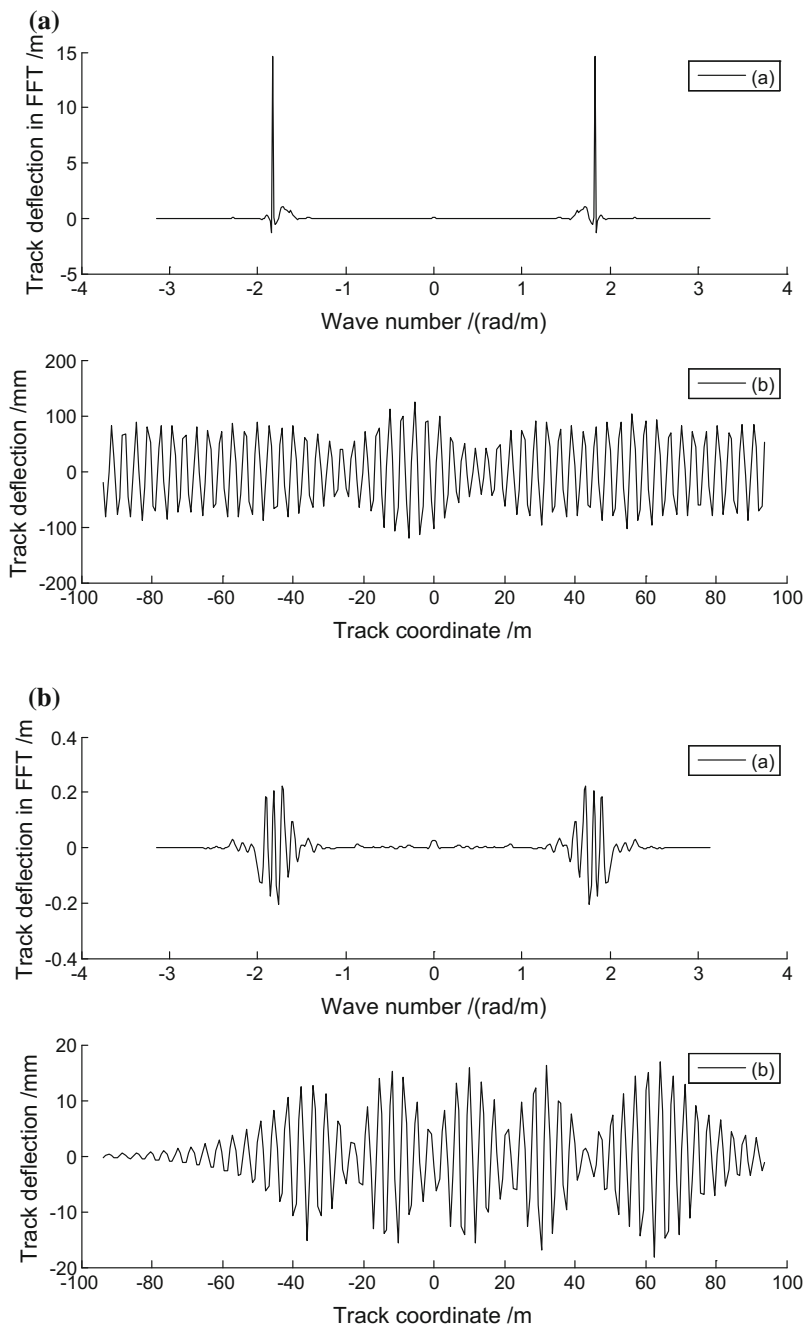 (a)
Track deflection in FFT /m
15
10
5
0
-5
(a)
-4 -3 -2 -1 0 1 2 3 4
Wave number /(rad/m)
Track deflection /mm
200
100
0
-100
-200
(b)
-100 -80 -60 -40 -20 0 20 40 60 80 100
Track coordinate /m
(b)
Track deflection in FFT /m
0.4
0.2
0
-0.2
-0.4
(a)
-4 -3 -2 -1 0 1 2 3 4
Wave number /(rad/m)
Track deflection /mm
20
10
0
-10
-20
(b)
-100 -80 -60 -40 -20 0 20 40 60 80 100
Track coordinate /m